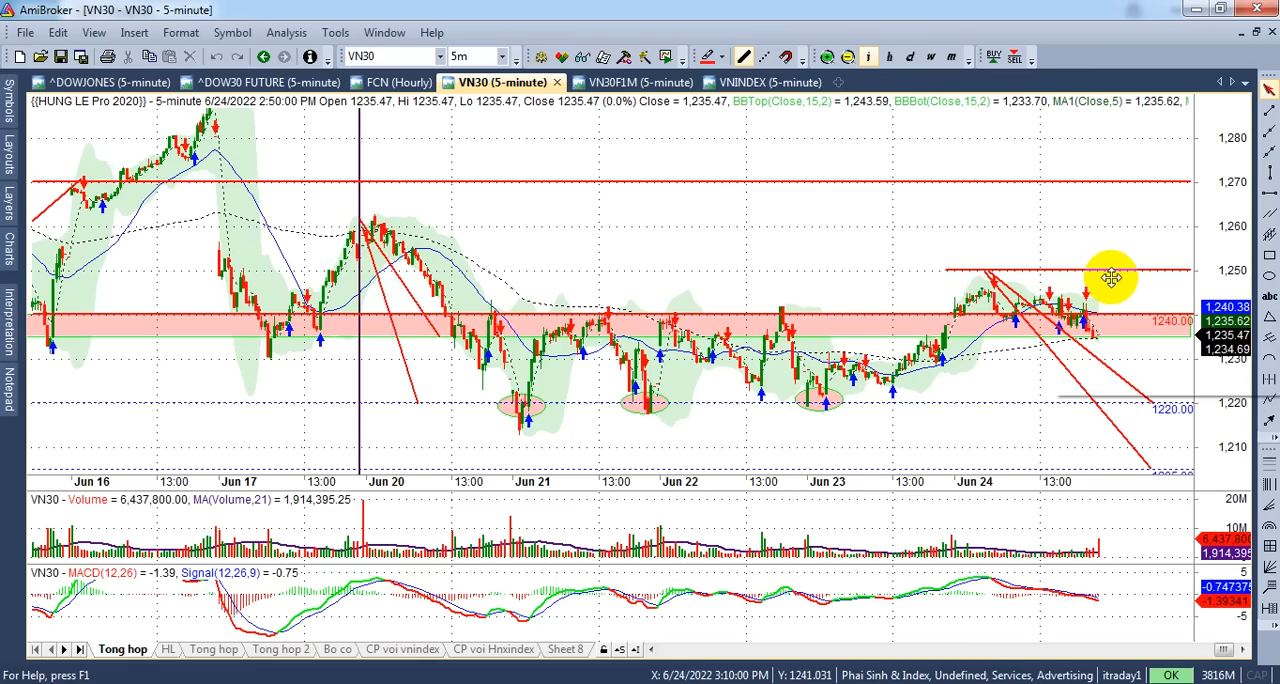 AmiBroker - [VN30 - VN30 - 5-minute]
File Edit View Insert Format Symbol Analysis Tools Window Help
VN30 5m i h d w m BUY SELL
^DOWJONES (5-minute) ^DOW30 FUTURE (5-minute) FCN (Hourly) VN30 (5-minute) VN30F1M (5-minute) VNINDEX (5-minute)
{{HUNG LE Pro 2020}} - 5-minute 6/24/2022 2:50:00 PM Open 1235.47, Hi 1235.47, Lo 1235.47, Close 1235.47 (0.0%) Close = 1,235.47, BBTop(Close,15,2) = 1,243.59, BBBot(Close,15,2) = 1,233.70, MA1(Close,5) = 1,235.62,
Symbols
Layouts
Layers
Charts
Interpretation
Notepad
abc
1,280
1,270
1,260
1,250
1,240.38
1240.00
1,235.62
1,235.47
1,234.69
1,230
1,220
1220.00
1,210
Jun 16 13:00 Jun 17 13:00 Jun 20 13:00 Jun 21 13:00 Jun 22 13:00 Jun 23 13:00 Jun 24 13:00
VN30 - Volume = 6,437,800.00, MA(Volume,21) = 1,914,395.25
20M
10M
6,437,800
1,914,395
VN30 - MACD(12,26) = -1.39, Signal(12,26,9) = -0.75
5
-0.747375
-1.39341
-5
Tong hop HL Tong hop Tong hop 2 Bo co CP voi vnindex CP voi Hnxindex Sheet 8
For Help, press F1 X: 6/24/2022 3:10:00 PM Y: 1241.031 Phai Sinh & Index, Undefined, Services, Advertising itraday1 OK 3816M CAP